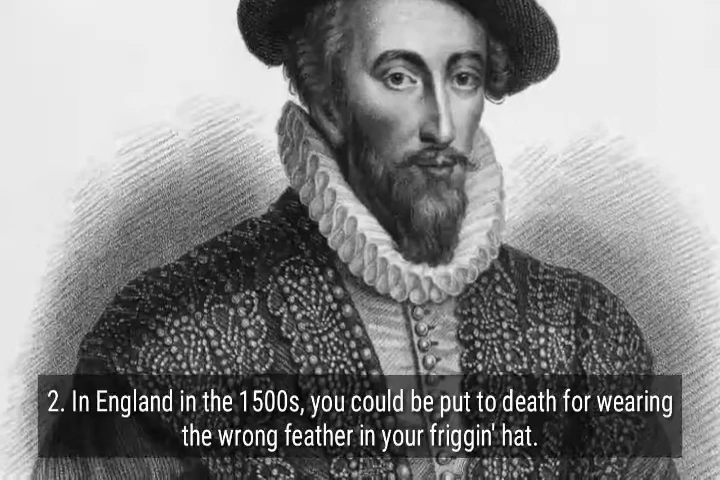 2. In England in the 1500s, you could be put to death for wearing
the wrong feather in your friggin' hat.